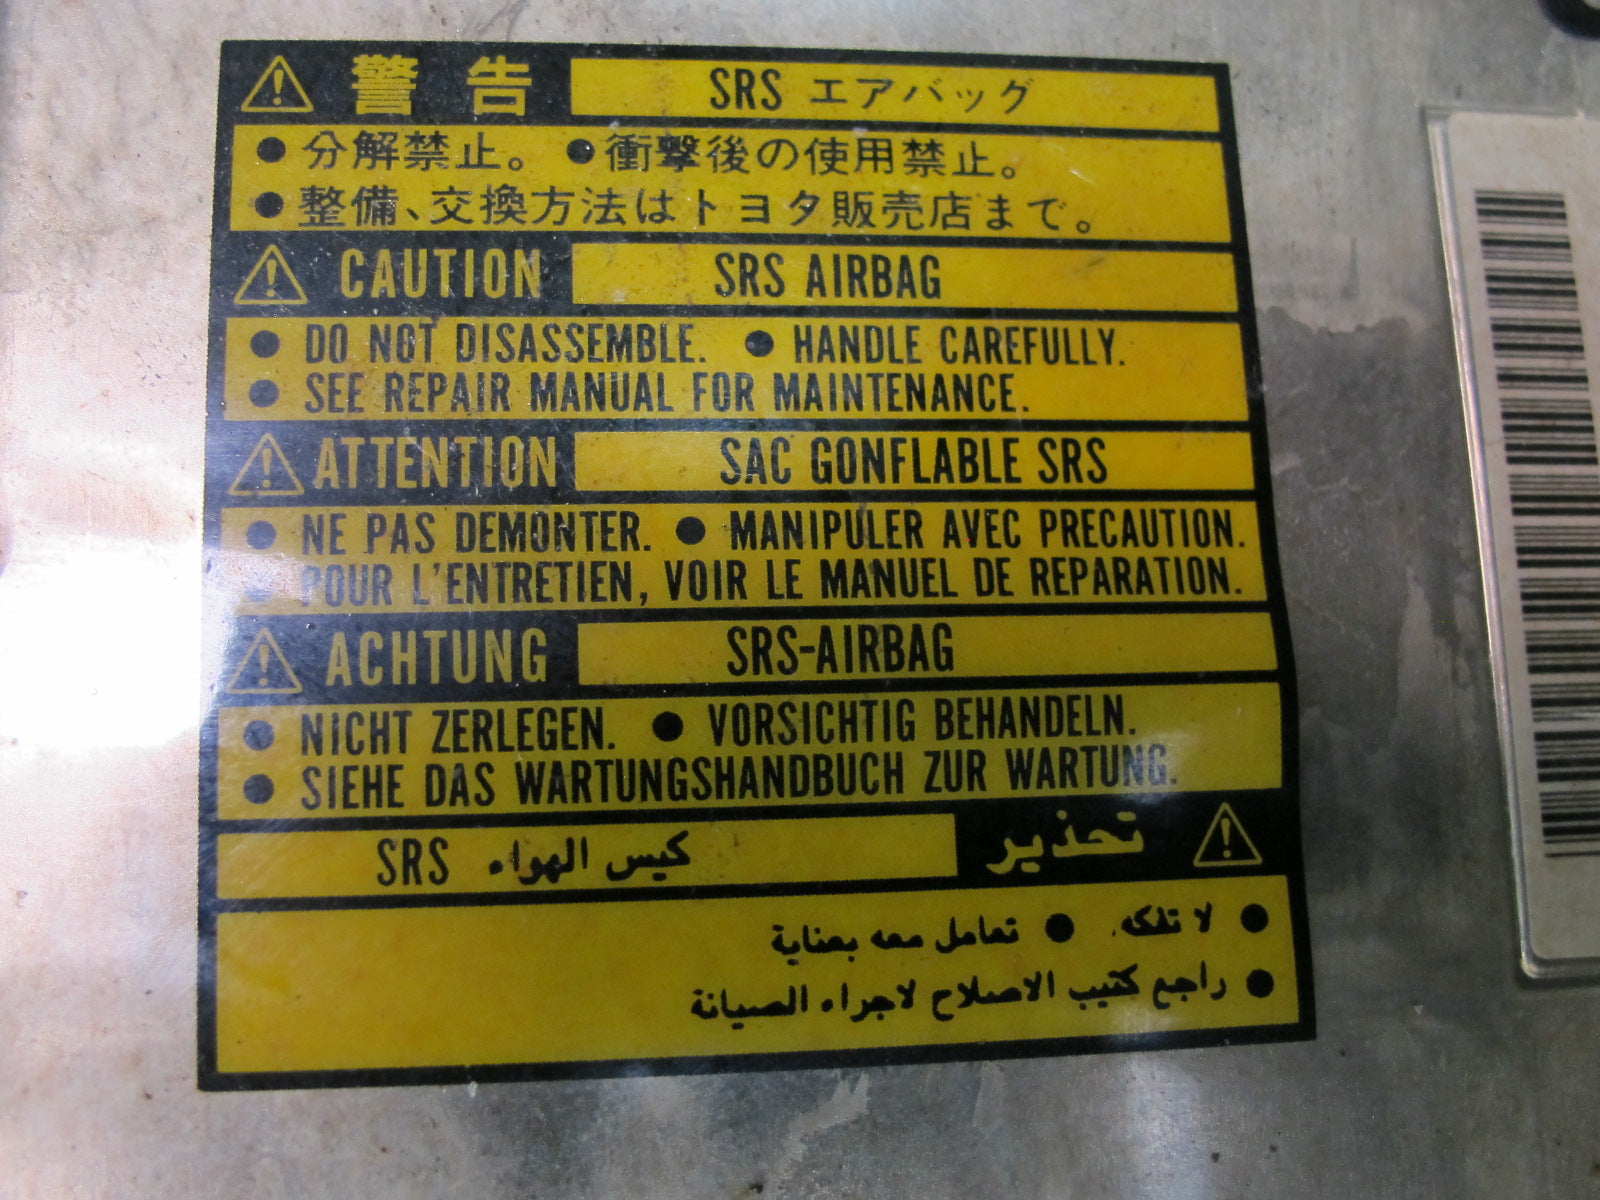 警告 SRS エアバッグ
● 分解禁止。 ● 衝撃後の使用禁止。
● 整備、交換方法はトヨタ販売店まで。
CAUTION SRS AIRBAG
● DO NOT DISASSEMBLE. ● HANDLE CAREFULLY.
● SEE REPAIR MANUAL FOR MAINTENANCE.
ATTENTION SAC GONFLABLE SRS
● NE PAS DEMONTER. ● MANIPULER AVEC PRECAUTION.
● POUR L'ENTRETIEN, VOIR LE MANUEL DE REPARATION.
ACHTUNG SRS-AIRBAG
● NICHT ZERLEGEN. ● VORSICHTIG BEHANDELN.
● SIEHE DAS WARTUNGSHANDBUCH ZUR WARTUNG.
تحذير كيس الهواء SRS
● لا تفكه. ● تعامل معه بعناية
● راجع كتيب الاصلاح لاجراء الصيانة